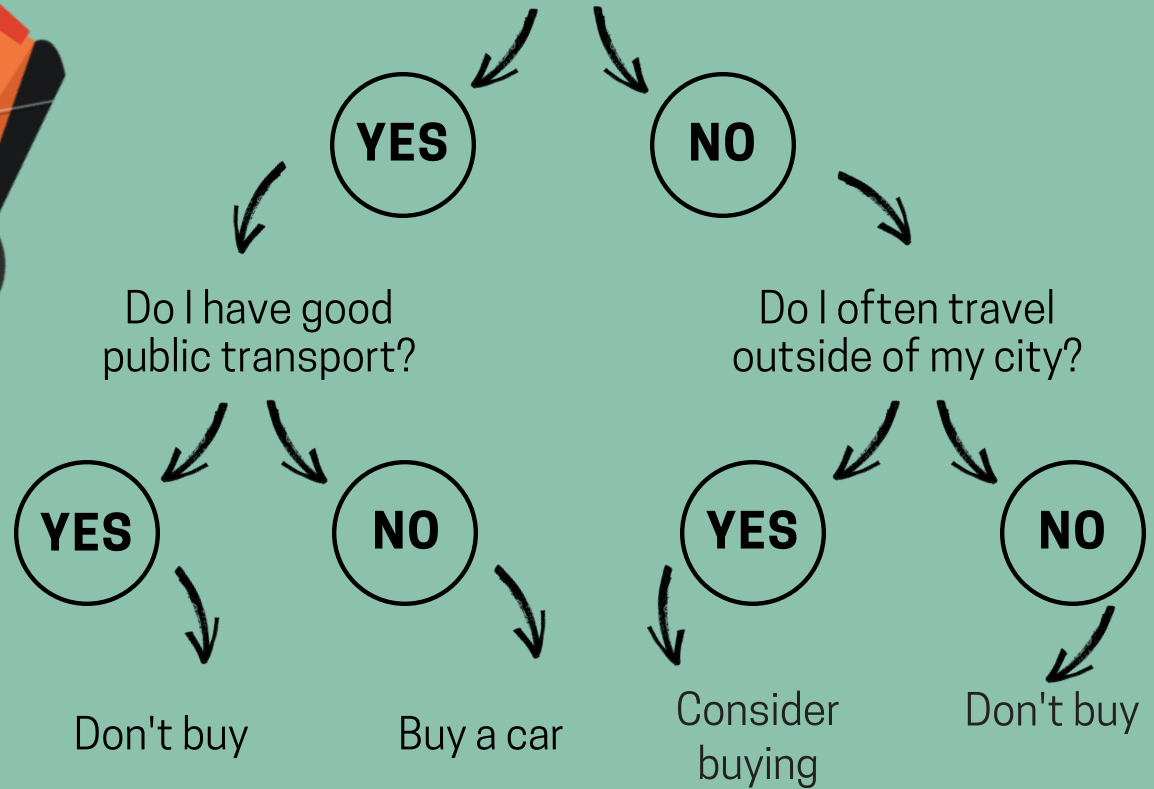 YES
NO
Do I have good
public transport?
Do I often travel
outside of my city?
YES
NO
YES
NO
Don't buy
Buy a car
Consider
buying
Don't buy